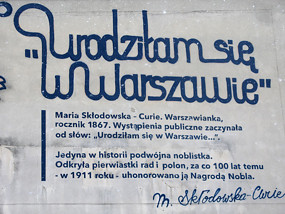 „Urodziłam się
w Warszawie"
Maria Skłodowska - Curie. Warszawianka,
rocznik 1867. Wystąpienia publiczne zaczynała
od słów: „Urodziłam się w Warszawie...".
Jedyna w historii podwójna noblistka.
Odkryła pierwiastki rad i polon, za co 100 lat temu
- w 1911 roku - uhonorowano ją Nagrodą Nobla.
M. Skłodowska-Curie